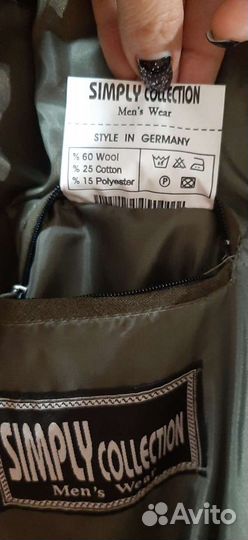 SIMPLY COLLECTION
Men's Wear
STYLE IN GERMANY
% 60 Wool
% 25 Cotton
% 15 Polyester
P
SIMPLY COLLECTION
Men's Wear
Avito